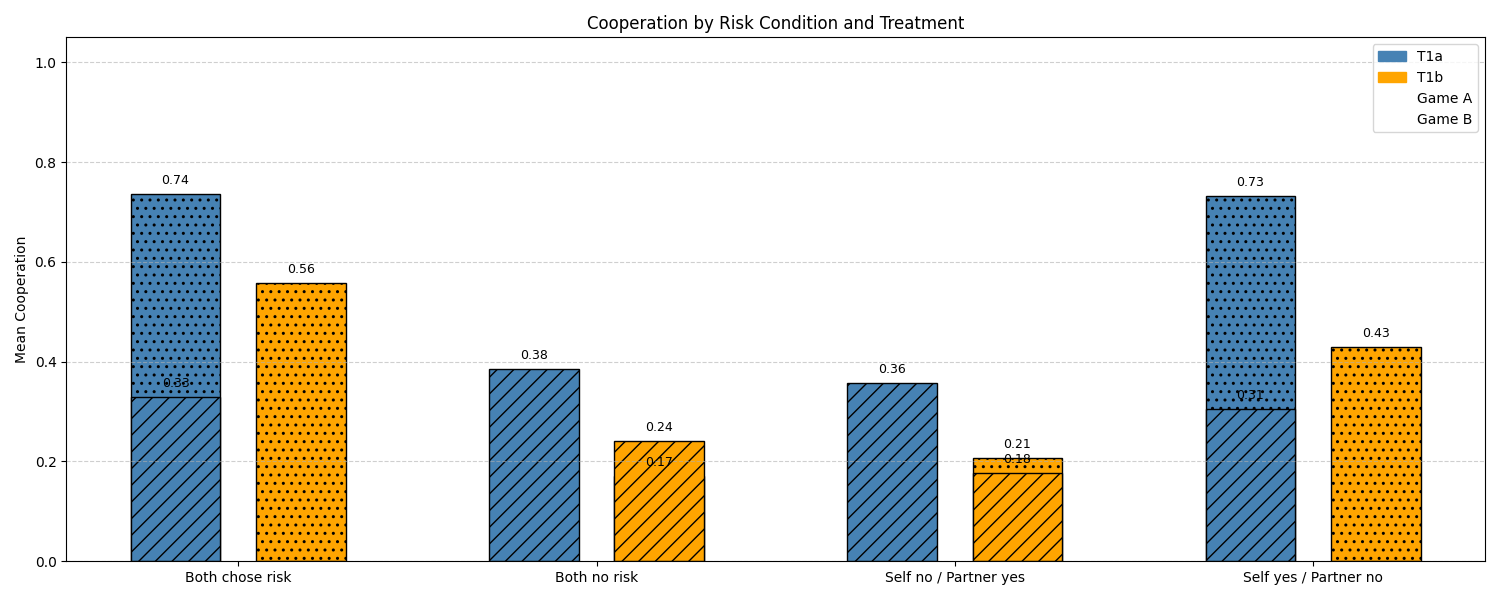 Cooperation by Risk Condition and Treatment
Mean Cooperation
1.0
0.8
0.6
0.4
0.2
0.0
T1a
T1b
Game A
Game B
0.74
0.33
0.56
0.38
0.24
0.17
0.36
0.21
0.18
0.73
0.31
0.43
Both chose risk
Both no risk
Self no / Partner yes
Self yes / Partner no